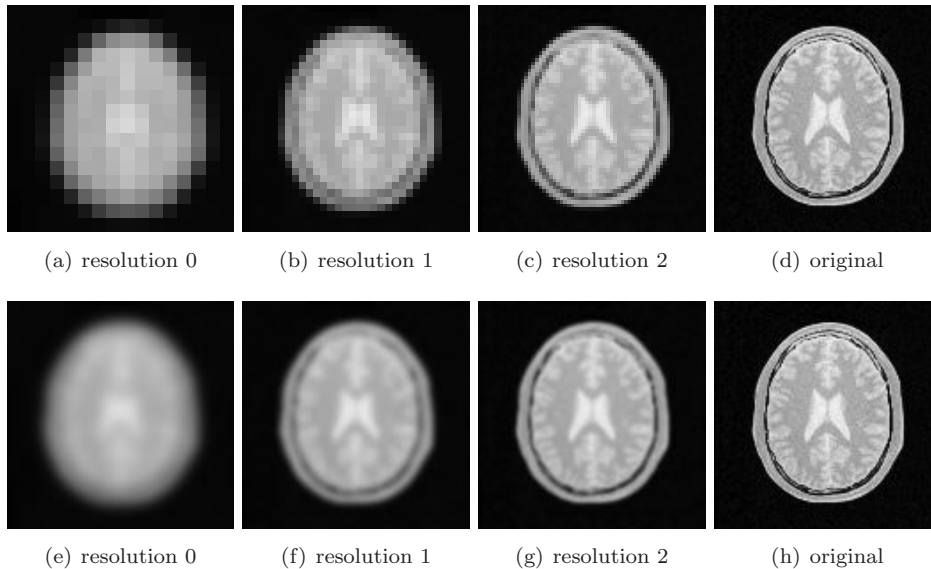 (a) resolution 0
(b) resolution 1
(c) resolution 2
(d) original
(e) resolution 0
(f) resolution 1
(g) resolution 2
(h) original